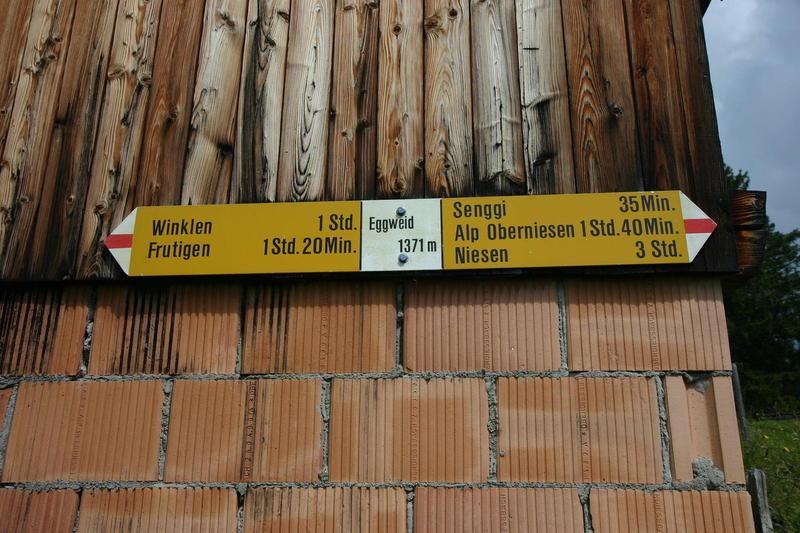 Winklen 1 Std.
Frutigen 1 Std. 20 Min.
Eggweid
1371 m
Senggi 35 Min.
Alp Oberniesen 1 Std. 40 Min.
Niesen 3 Std.